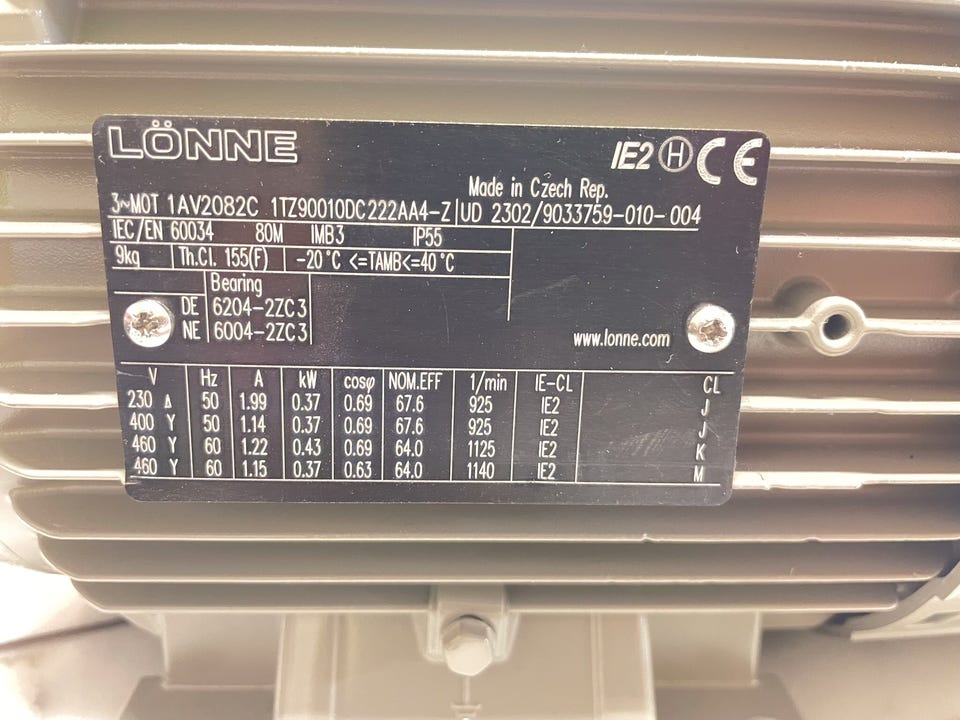 LÖNNE
IE2 H CE
Made in Czech Rep.
3~MOT 1AV2082C 1TZ90010DC222AA4-Z UD 2302/9033759-010-004
IEC/EN 60034 80M IMB3 IP55
9kg Th.Cl. 155(F) -20°C <=TAMB<=40°C
Bearing
DE 6204-2ZC3
NE 6004-2ZC3
www.lonne.com
V Hz A kW cosφ NOM.EFF 1/min IE-CL CL
230 Δ 50 1.99 0.37 0.69 67.6 925 IE2 J
400 Y 50 1.14 0.37 0.69 67.6 925 IE2 J
460 Y 60 1.22 0.43 0.69 64.0 1125 IE2 K
460 Y 60 1.15 0.37 0.63 64.0 1140 IE2 M